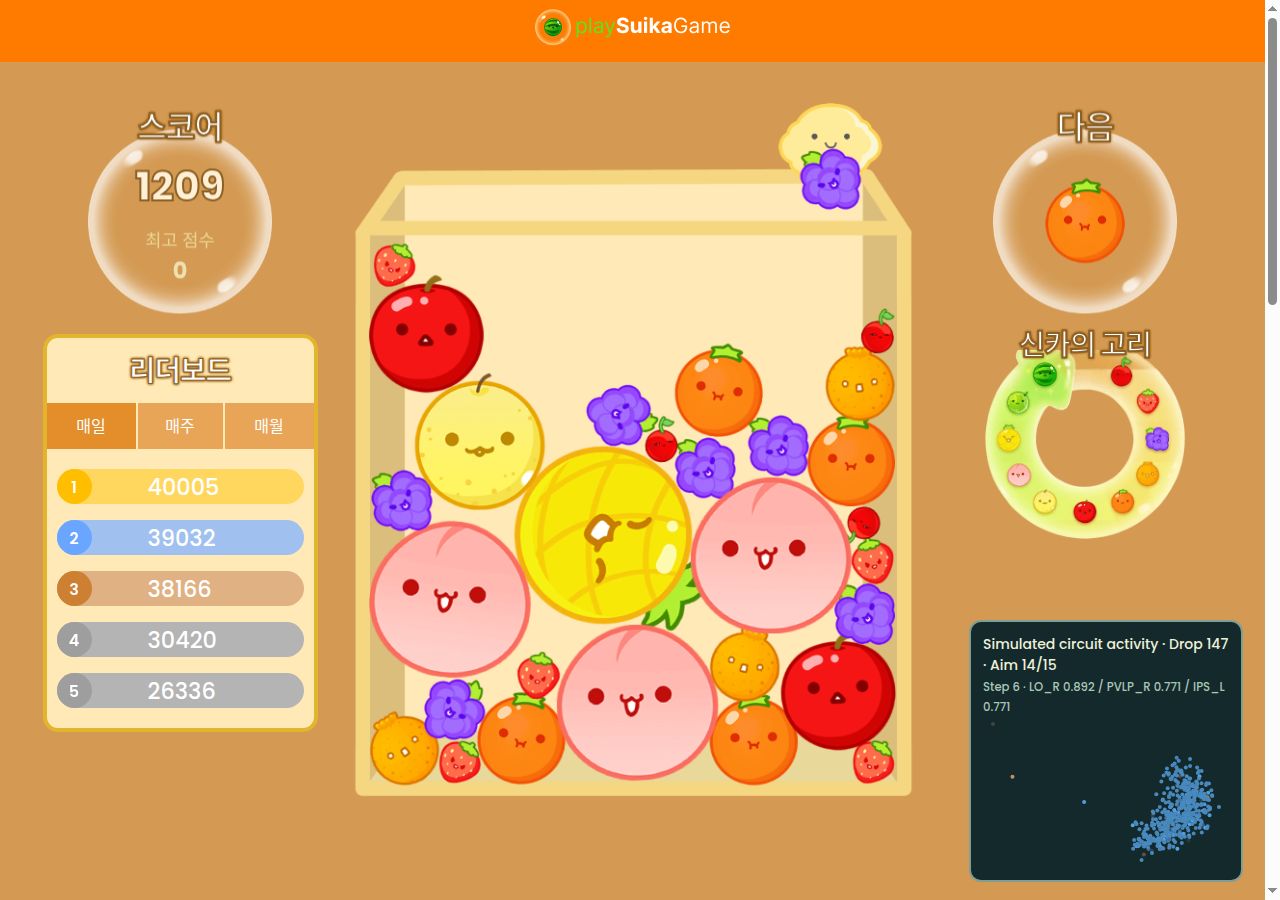 playSuikaGame
스코어
1209
최고 점수
0
다음
신카의 고리
리더보드
매일 매주 매월
1 40005
2 39032
3 38166
4 30420
5 26336
Simulated circuit activity · Drop 147
· Aim 14/15
Step 6 · LO_R 0.892 / PVLP_R 0.771 / IPS_L
0.771